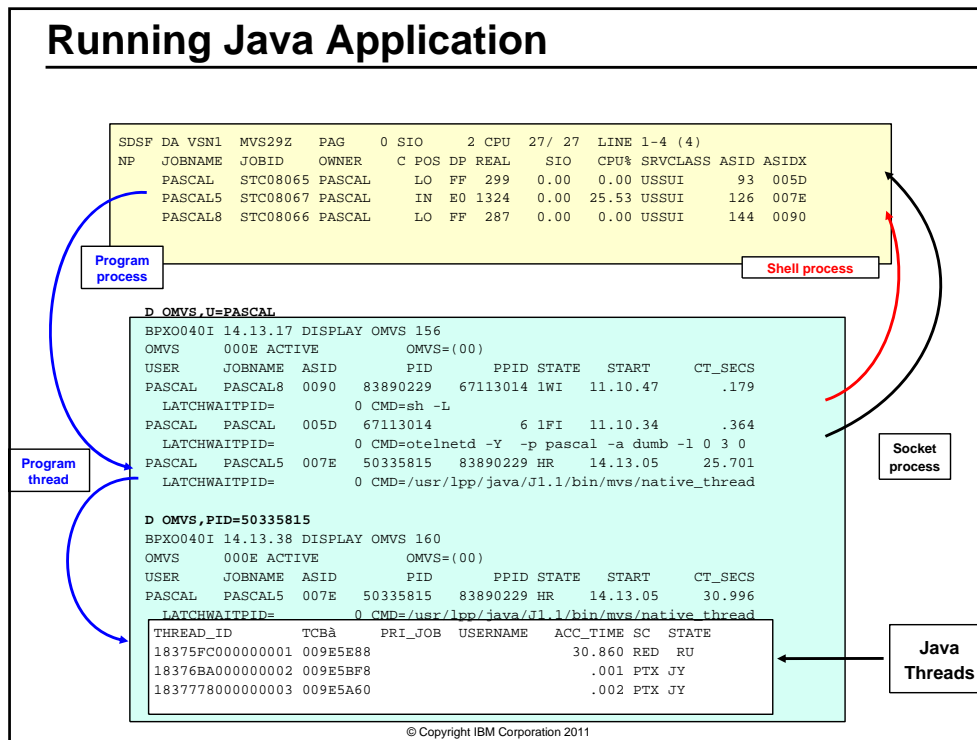 Running Java Application
SDSF DA VSN1  MVS29Z   PAG    0 SIO     2 CPU  27/ 27  LINE 1-4 (4)
NP   JOBNAME  JOBID    OWNER    C POS DP REAL    SIO   CPU% SRVCLASS ASID ASIDX
PASCAL   STC08065 PASCAL     LO  FF  299   0.00   0.00 USSUI      93  005D
PASCAL5  STC08067 PASCAL     IN  E0 1324   0.00  25.53 USSUI     126  007E
PASCAL8  STC08066 PASCAL     LO  FF  287   0.00   0.00 USSUI     144  0090
Program
process
Shell process
D OMVS,U=PASCAL
BPXO040I 14.13.17 DISPLAY OMVS 156
OMVS     000E ACTIVE          OMVS=(00)
USER     JOBNAME  ASID        PID       PPID STATE   START     CT_SECS
PASCAL   PASCAL8  0090   83890229   67113014 1WI   11.10.47       .179
LATCHWAITPID=         0 CMD=sh -L
PASCAL   PASCAL   005D   67113014          6 1FI   11.10.34       .364
LATCHWAITPID=         0 CMD=otelnetd -Y  -p pascal -a dumb -l 0 3 0
PASCAL   PASCAL5  007E   50335815   83890229 HR    14.13.05     25.701
LATCHWAITPID=         0 CMD=/usr/lpp/java/J1.1/bin/mvs/native_thread
Program
thread
Socket
process
D OMVS,PID=50335815
BPXO040I 14.13.38 DISPLAY OMVS 160
OMVS     000E ACTIVE          OMVS=(00)
USER     JOBNAME  ASID        PID       PPID STATE   START     CT_SECS
PASCAL   PASCAL5  007E   50335815   83890229 HR    14.13.05     30.996
LATCHWAITPID=         0 CMD=/usr/lpp/java/J1.1/bin/mvs/native_thread
THREAD_ID        TCBà     PRI_JOB  USERNAME   ACC_TIME SC  STATE
18375FC000000001 009E5E88                       30.860 RED  RU
18376BA000000002 009E5BF8                         .001 PTX JY
1837778000000003 009E5A60                         .002 PTX JY
Java
Threads
© Copyright IBM Corporation 2011